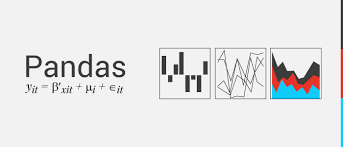 Pandas
yit = β′xit + μi + ϵit